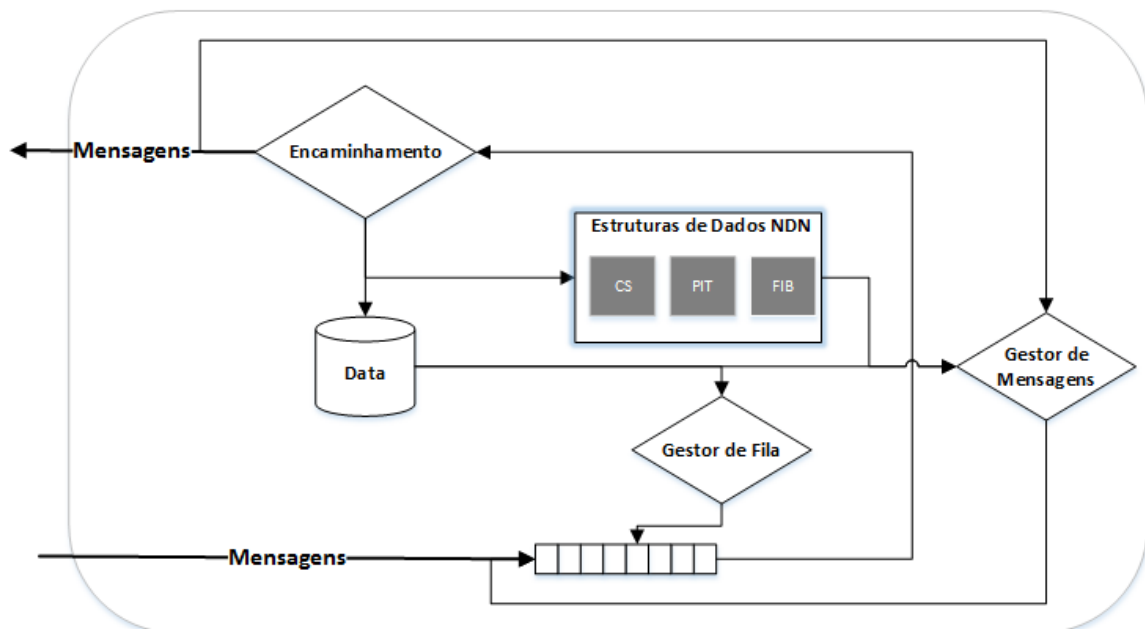 Mensagens
Encaminhamento
Estruturas de Dados NDN
CS
PIT
FIB
Data
Gestor de
Mensagens
Gestor de Fila
Mensagens